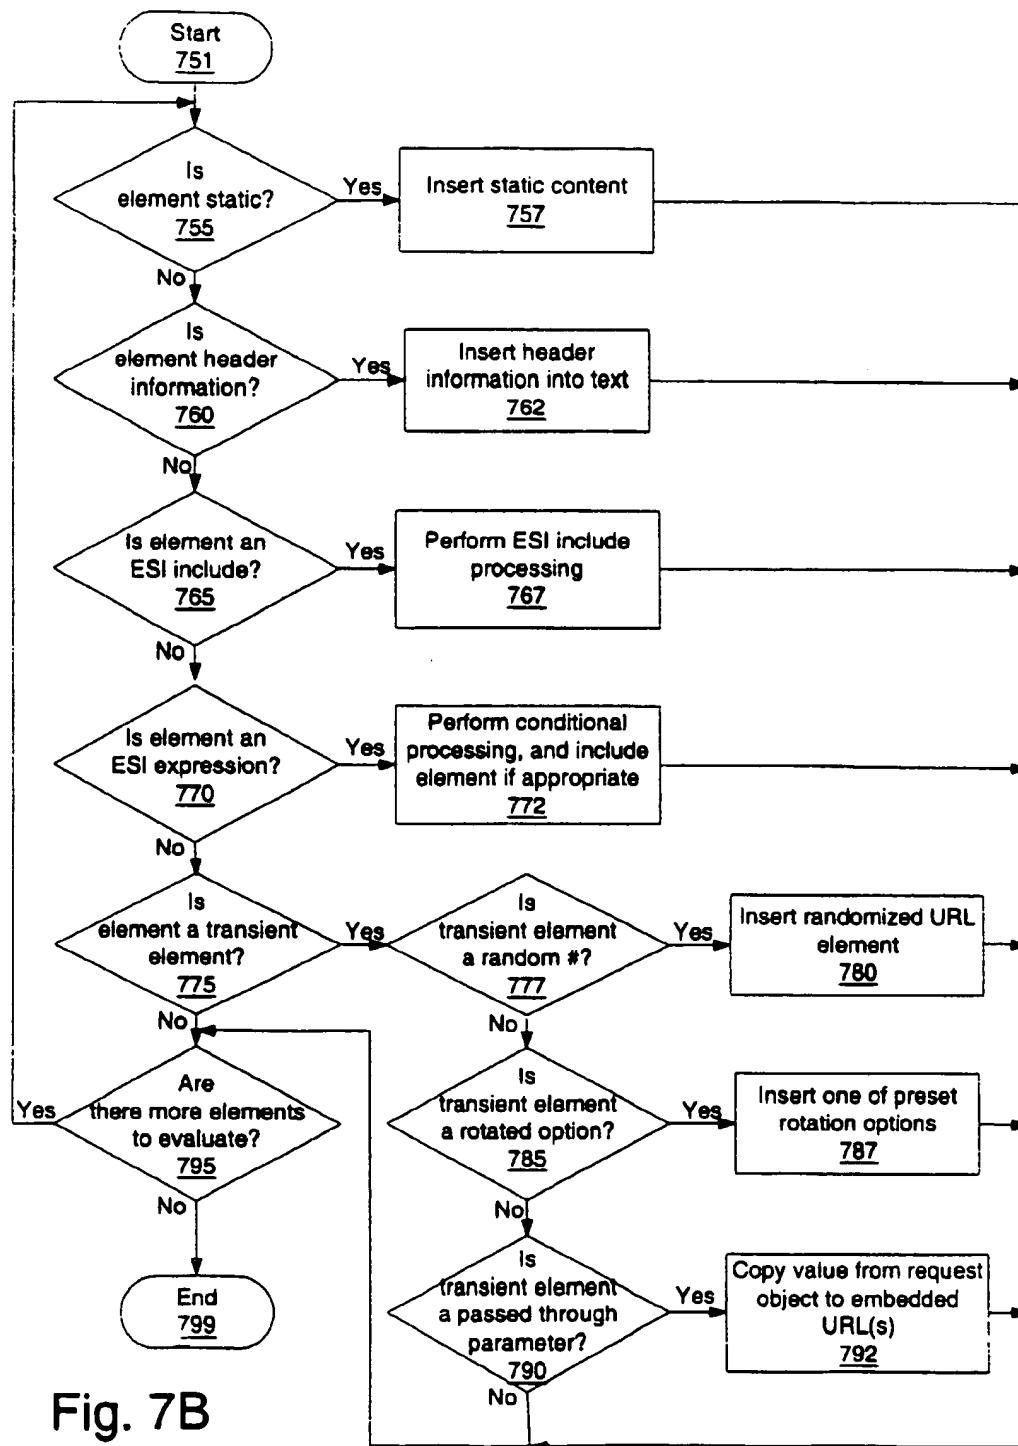 Start
751
Is
element static?
755
Yes
Insert static content
757
No
Is
element header
information?
760
Yes
Insert header
information into text
762
No
Is element an
ESI include?
765
Yes
Perform ESI include
processing
767
No
Is element an
ESI expression?
770
Yes
Perform conditional
processing, and include
element if appropriate
772
No
Is
element a transient
element?
775
Yes
Is
transient element
a random #?
777
Yes
Insert randomized URL
element
780
No
No
Are
there more elements
to evaluate?
795
Yes
Is
transient element
a rotated option?
785
Yes
Insert one of preset
rotation options
787
No
No
End
799
Is
transient element
a passed through
parameter?
790
Yes
Copy value from request
object to embedded
URL(s)
792
No
Fig. 7B